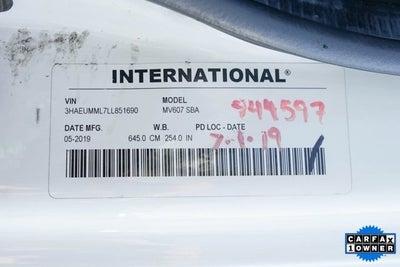 INTERNATIONAL®
VIN MODEL
3HAEUMML7LL851690 MV607 SBA
944597
DATE MFG. W.B. PD LOC - DATE
05-2019 645.0 CM 254.0 IN 7-1-19
CARFAX
1 OWNER